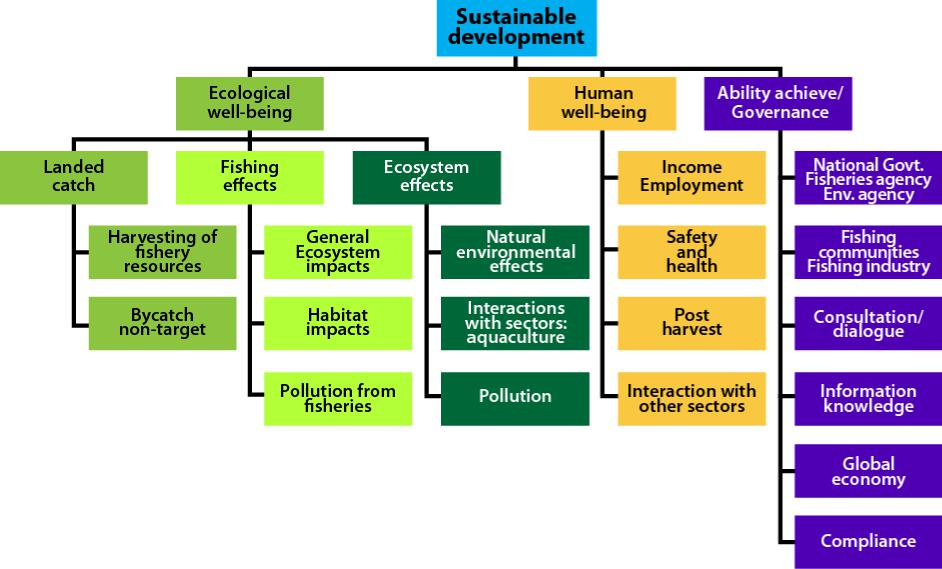 Sustainable
development
Ecological
well-being
Human
well-being
Ability achieve/
Governance
Landed
catch
Fishing
effects
Ecosystem
effects
Income
Employment
National Govt.
Fisheries agency
Env. agency
Harvesting of
fishery
resources
General
Ecosystem
impacts
Natural
environmental
effects
Safety
and
health
Fishing
communities
Fishing industry
Bycatch
non-target
Habitat
impacts
Interactions
with sectors:
aquaculture
Post
harvest
Consultation/
dialogue
Pollution from
fisheries
Pollution
Interaction with
other sectors
Information
knowledge
Global
economy
Compliance